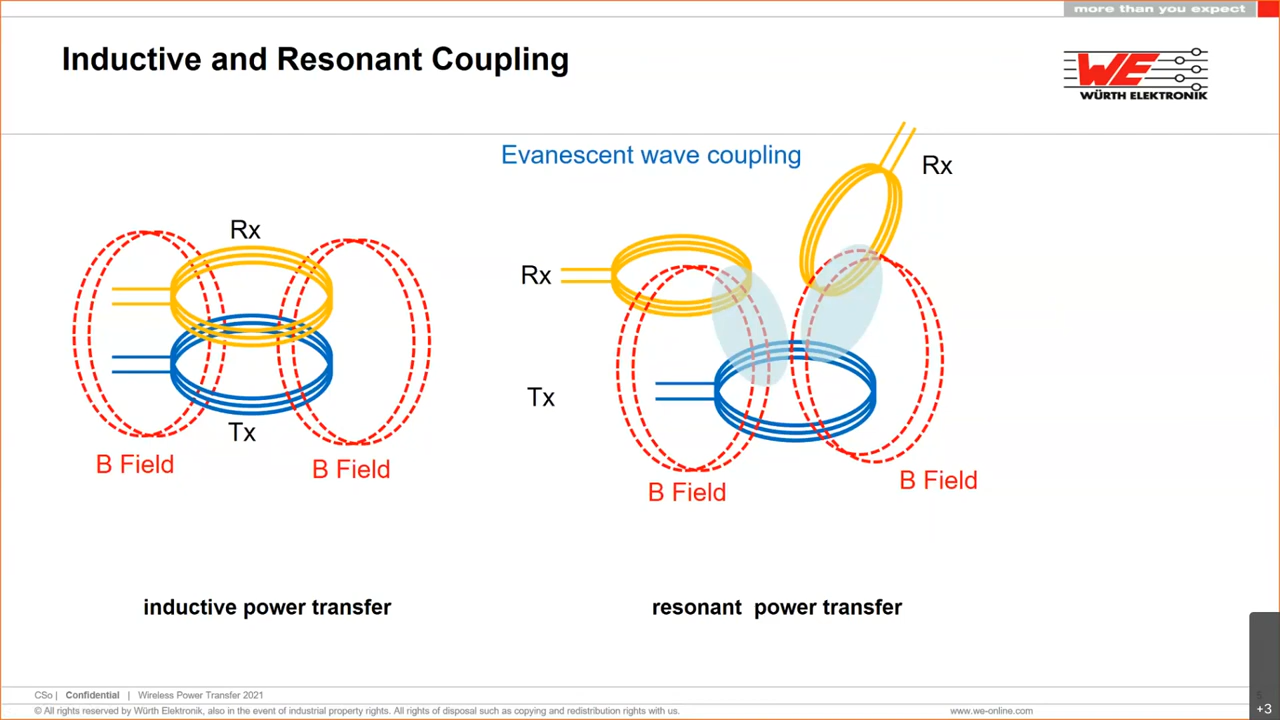 more than you expect
Inductive and Resonant Coupling
WE
WÜRTH ELEKTRONIK
Evanescent wave coupling
Rx
Rx
Rx
Tx
Tx
B Field
B Field
B Field
B Field
inductive power transfer
resonant power transfer
CSo | Confidential | Wireless Power Transfer 2021
© All rights reserved by Würth Elektronik, also in the event of industrial property rights. All rights of disposal such as copying and redistribution rights with us.
www.we-online.com
+3